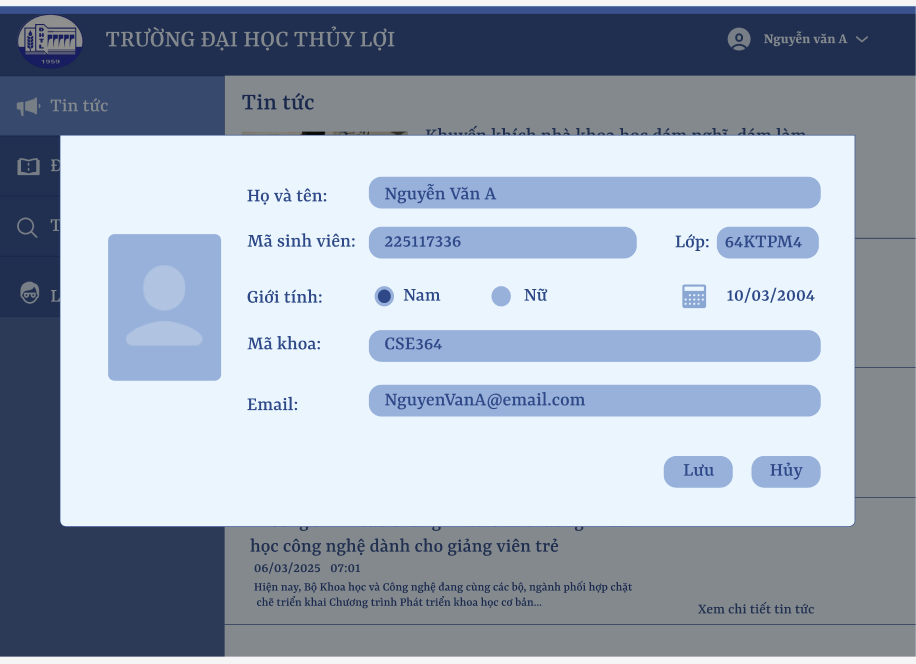 TRƯỜNG ĐẠI HỌC THỦY LỢI
1959
Nguyễn văn A
Tin tức
Tin tức
Khuyến khích nhà khoa học dám nghĩ, dám làm
Đ
T
L
Họ và tên: Nguyễn Văn A
Mã sinh viên: 225117336 Lớp: 64KTPM4
Giới tính: Nam Nữ 10/03/2004
Mã khoa: CSE364
Email: NguyenVanA@email.com
Lưu Hủy
học công nghệ dành cho giảng viên trẻ
06/03/2025 07:01
Hiện nay, Bộ Khoa học và Công nghệ đang cùng các bộ, ngành phối hợp chặt
chẽ triển khai Chương trình Phát triển khoa học cơ bản...
Xem chi tiết tin tức